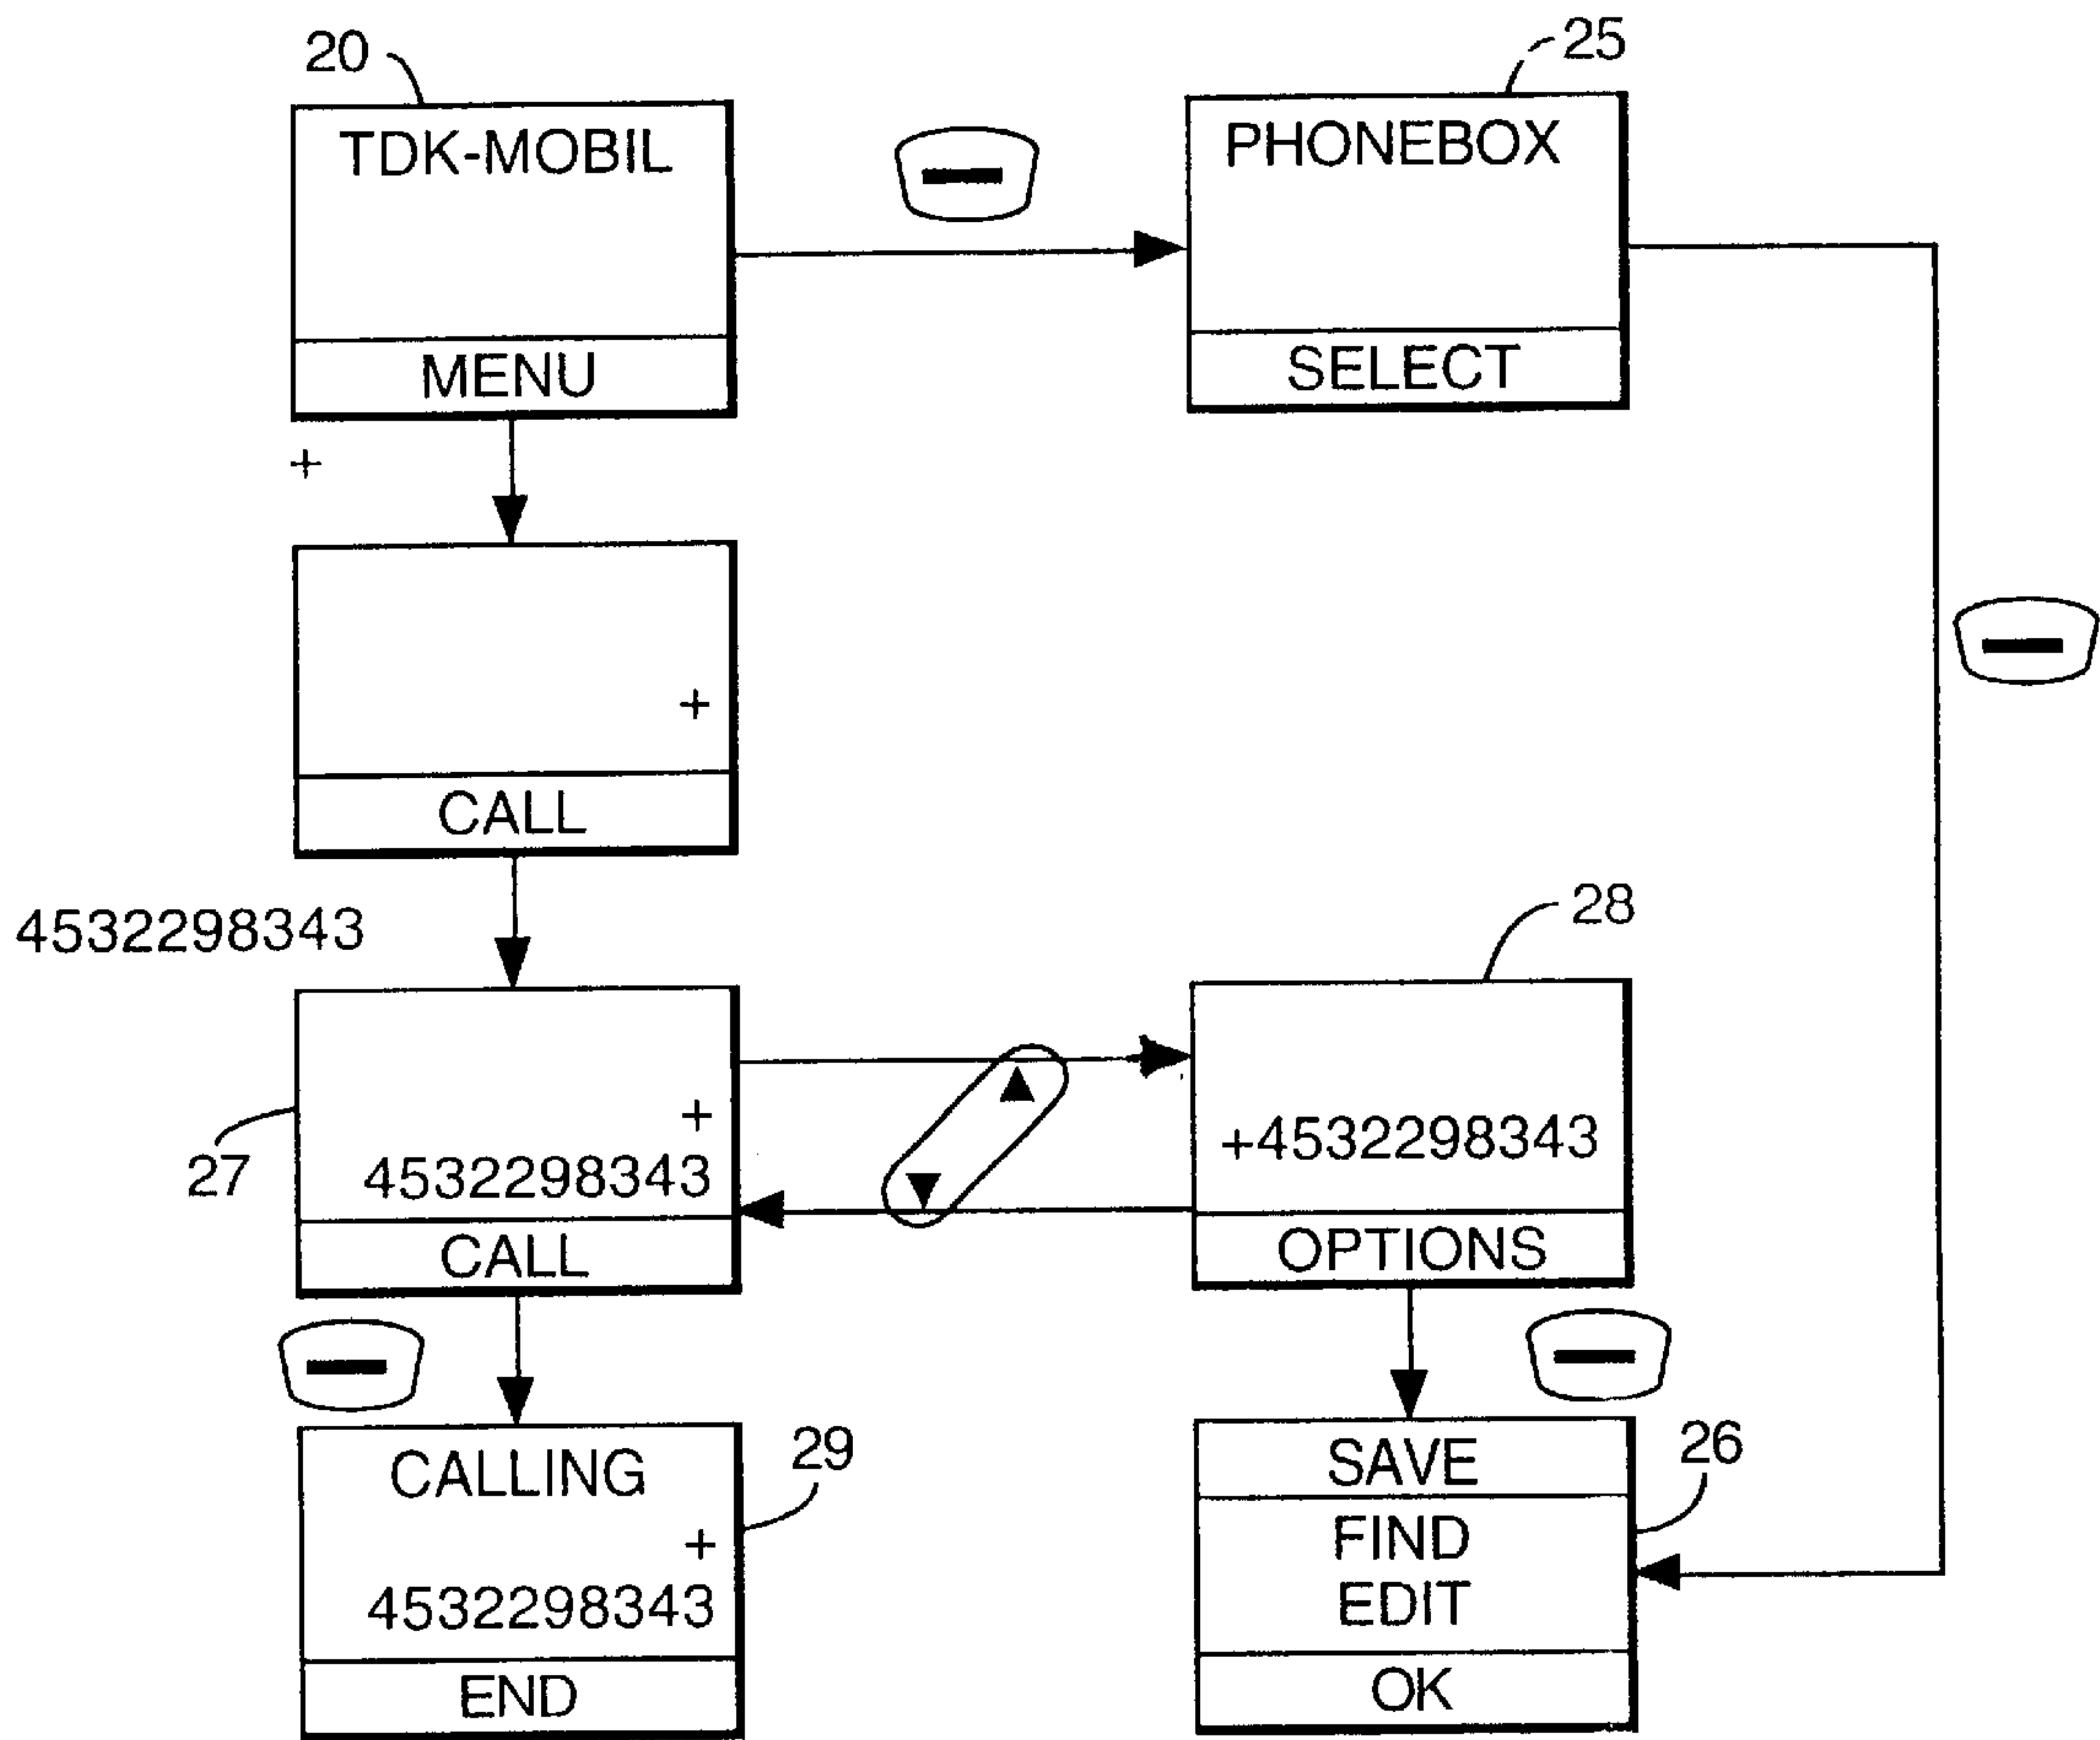 20
25
TDK-MOBIL
PHONEBOX
MENU
SELECT
+
+
CALL
4532298343
28
27
+
4532298343
+4532298343
CALL
OPTIONS
CALLING
29
SAVE
26
+
FIND
4532298343
EDIT
END
OK